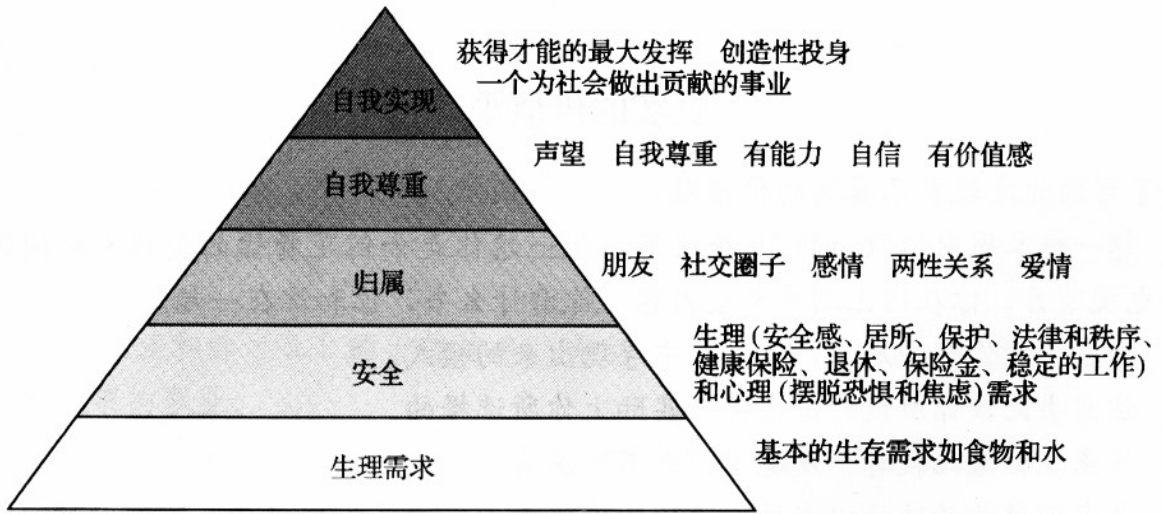 获得才能的最大发挥 创造性投身
一个为社会做出贡献的事业
自我实现
声望 自我尊重 有能力 自信 有价值感
自我尊重
朋友 社交圈子 感情 两性关系 爱情
归属
生理(安全感、居所、保护、法律和秩序、
健康保险、退休、保险金、稳定的工作)
和心理(摆脱恐惧和焦虑)需求
安全
基本的生存需求如食物和水
生理需求